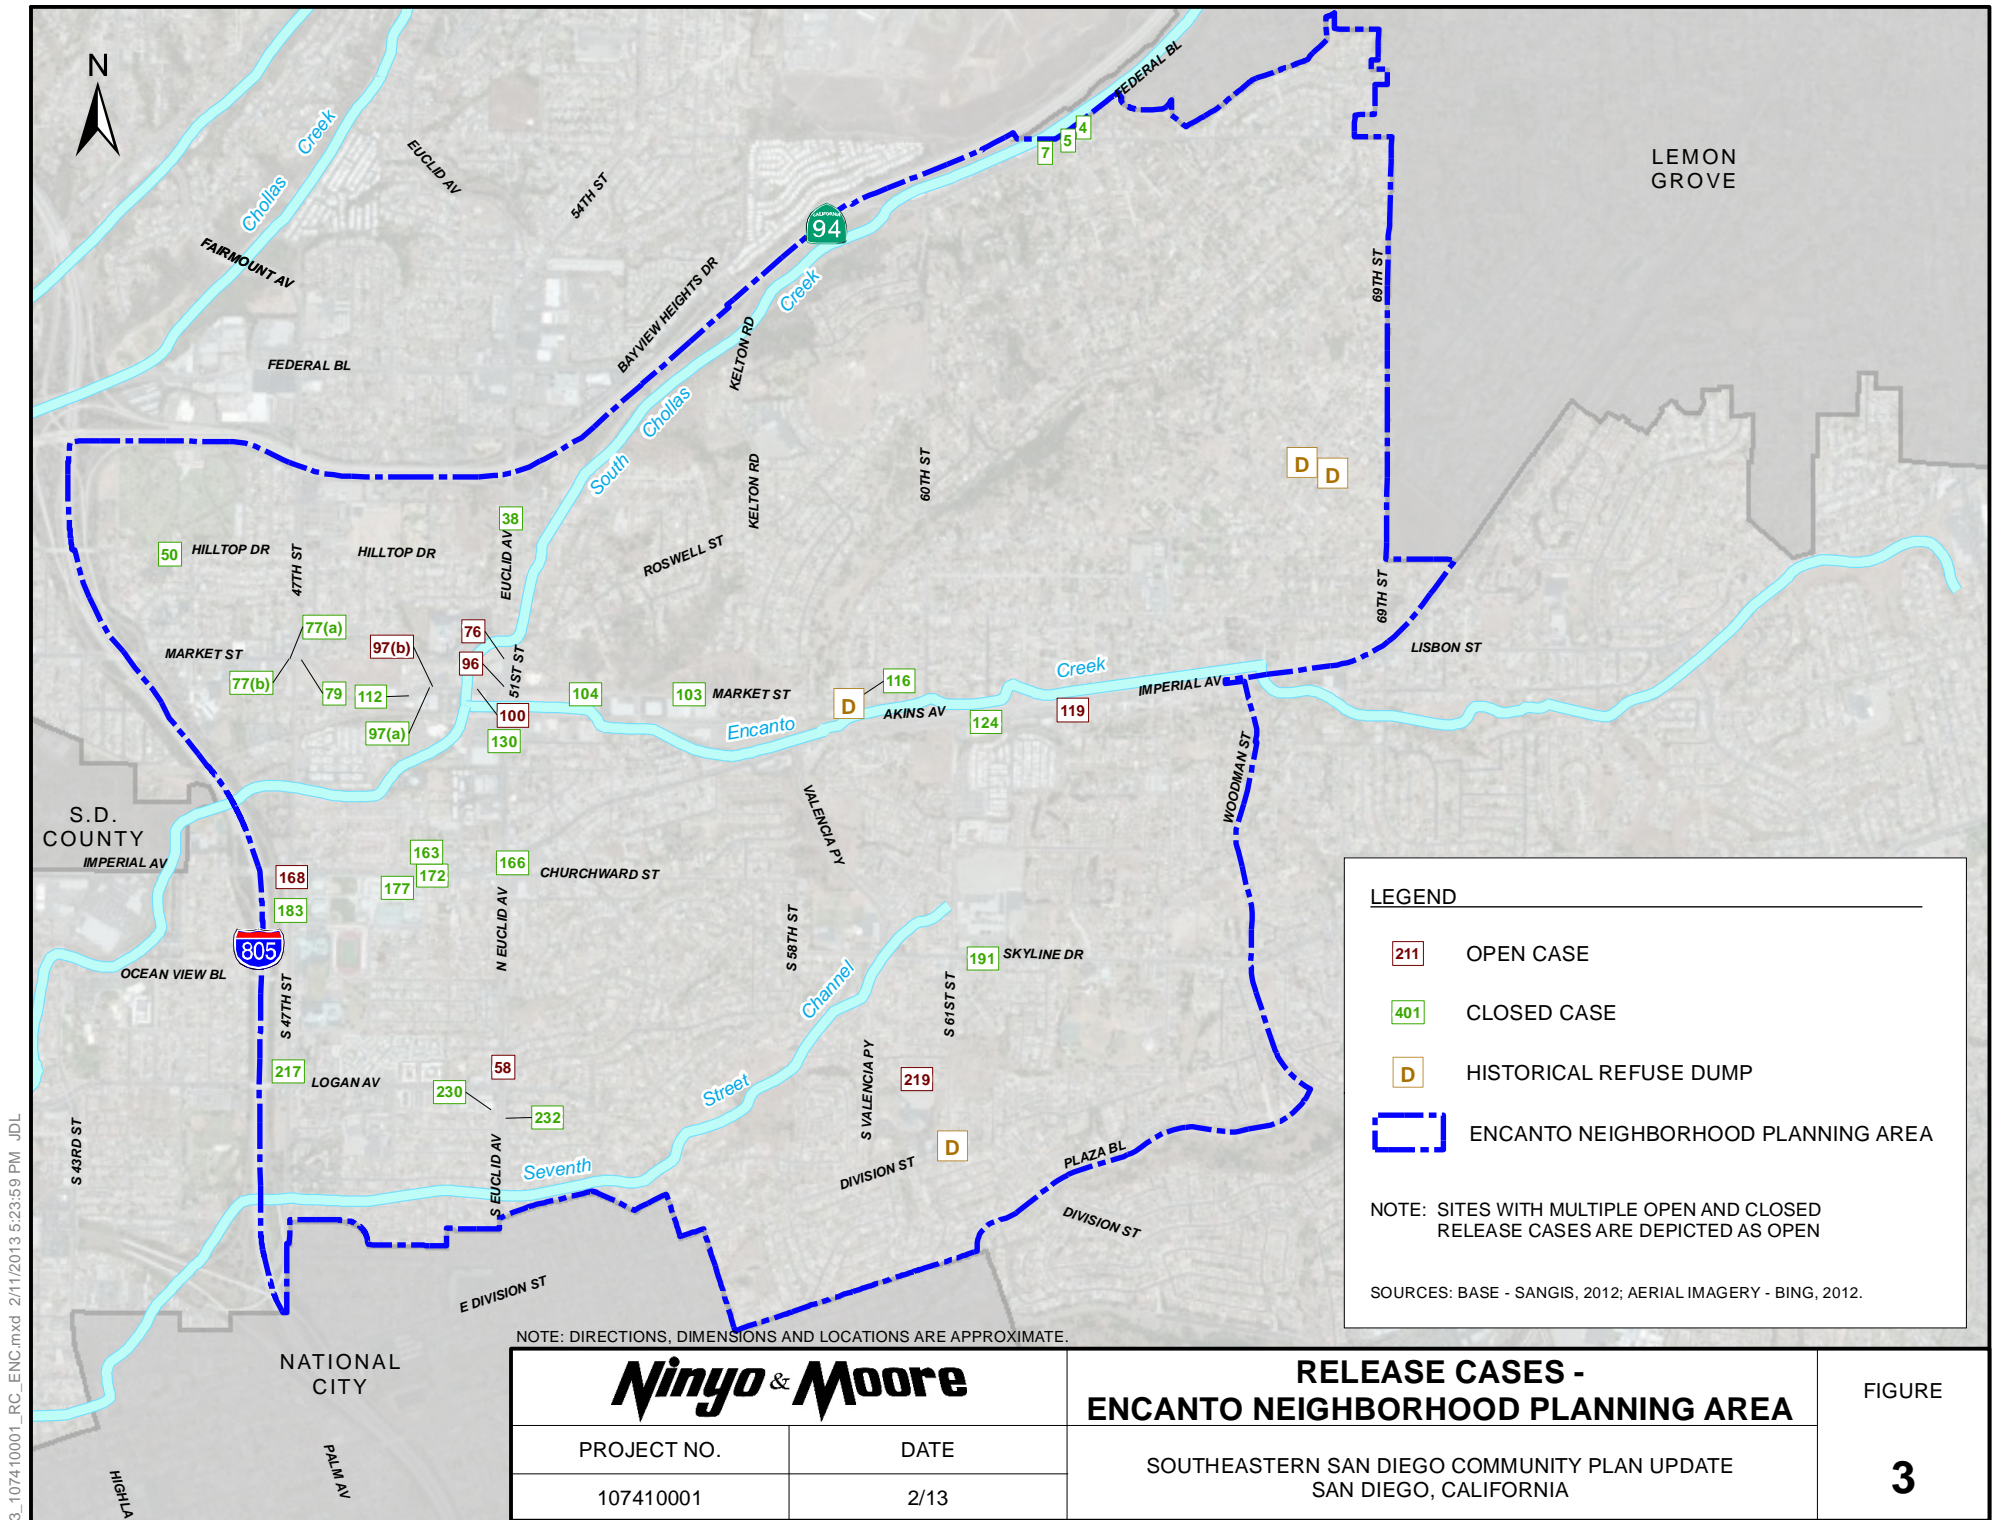 N
Chollas
Creek
EUCLID AV
54TH ST
FEDERAL BL
4
5
7
LEMON
GROVE
CALIFORNIA
94
FAIRMOUNT AV
BAYVIEW HEIGHTS DR
Creek
69TH ST
KELTON RD
FEDERAL BL
Chollas
South
KELTON RD
60TH ST
D
D
38
EUCLID AV
50
HILLTOP DR
47TH ST
HILLTOP DR
ROSWELL ST
69TH ST
77(a)
76
97(b)
MARKET ST
96
51ST ST
LISBON ST
77(b)
79
112
104
103
MARKET ST
116
Creek
IMPERIAL AV
D
AKINS AV
124
119
100
97(a)
130
Encanto
WOODMAN ST
VALENCIA PY
S.D.
COUNTY
IMPERIAL AV
163
166
172
168
177
CHURCHWARD ST
183
805
N EUCLID AV
S 58TH ST
OCEAN VIEW BL
191
SKYLINE DR
S 47TH ST
Channel
S 61ST ST
217
LOGAN AV
58
230
232
Street
S VALENCIA PY
219
D
S 43RD ST
S EUCLID AV
Seventh
DIVISION ST
PLAZA BL
DIVISION ST
E DIVISION ST
NATIONAL
CITY
PALM AV
HIGHLA
LEGEND
211 OPEN CASE
401 CLOSED CASE
D HISTORICAL REFUSE DUMP
ENCANTO NEIGHBORHOOD PLANNING AREA
NOTE: SITES WITH MULTIPLE OPEN AND CLOSED
RELEASE CASES ARE DEPICTED AS OPEN
SOURCES: BASE - SANGIS, 2012; AERIAL IMAGERY - BING, 2012.
NOTE: DIRECTIONS, DIMENSIONS AND LOCATIONS ARE APPROXIMATE.
Ninyo & Moore
PROJECT NO.
DATE
107410001
2/13
RELEASE CASES -
ENCANTO NEIGHBORHOOD PLANNING AREA
SOUTHEASTERN SAN DIEGO COMMUNITY PLAN UPDATE
SAN DIEGO, CALIFORNIA
FIGURE
3
3_107410001_RC_ENC.mxd 2/11/2013 5:23:59 PM JDL